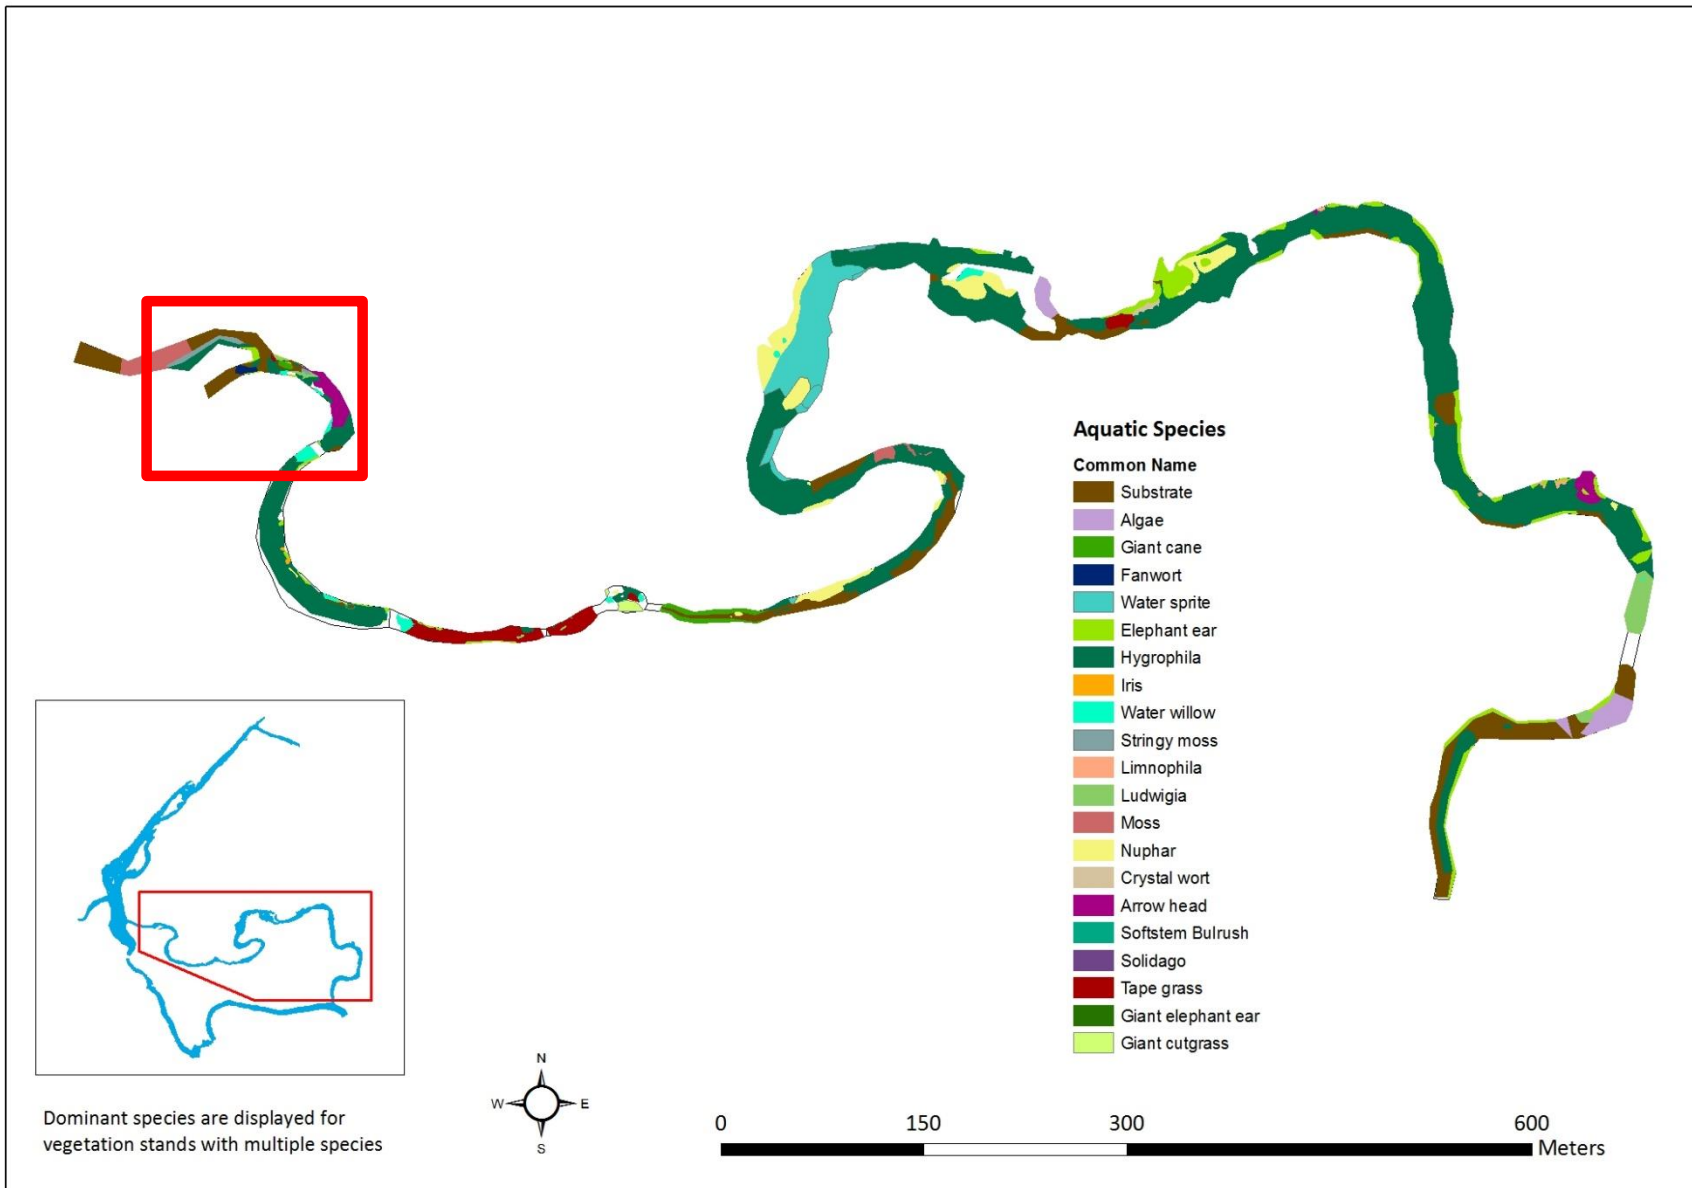 Aquatic Species
Common Name
Substrate
Algae
Giant cane
Fanwort
Water sprite
Elephant ear
Hygrophila
Iris
Water willow
Stringy moss
Limnophila
Ludwigia
Moss
Nuphar
Crystal wort
Arrow head
Softstem Bulrush
Solidago
Tape grass
Giant elephant ear
Giant cutgrass
N
W E
S
Dominant species are displayed for
vegetation stands with multiple species
0 150 300 600
Meters